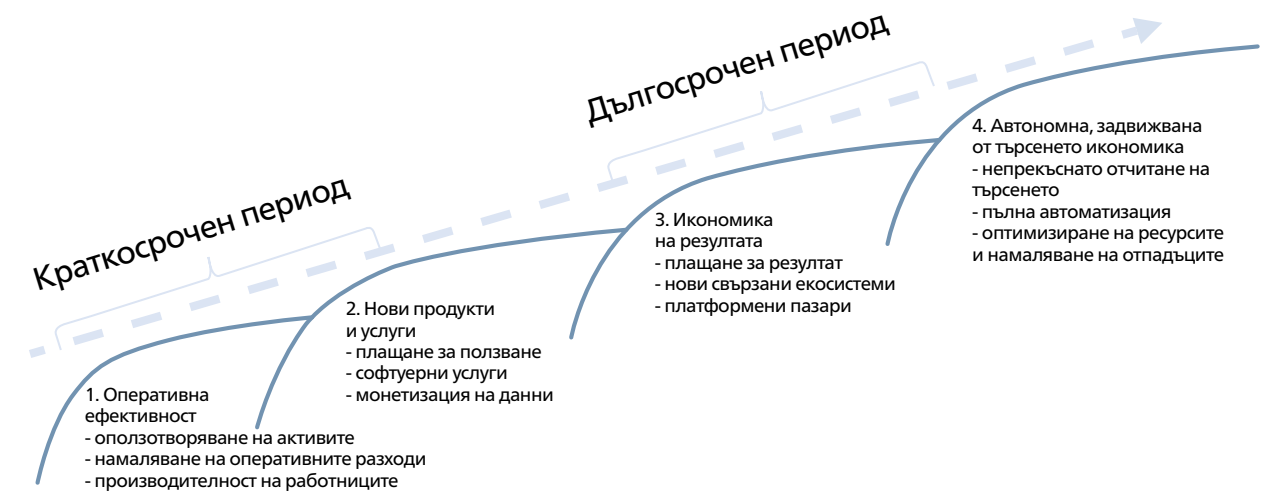 Краткосрочен период
Дългосрочен период
1. Оперативна
ефективност
- оползотворяване на активите
- намаляване на оперативните разходи
- производителност на работниците
2. Нови продукти
и услуги
- плащане за ползване
- софтуерни услуги
- монетизация на данни
3. Икономика
на резултата
- плащане за резултат
- нови свързани екосистеми
- платформени пазари
4. Автономна, задвижвана
от търсенето икономика
- непрекъснато отчитане на
търсенето
- пълна автоматизация
- оптимизиране на ресурсите
и намаляване на отпадъците